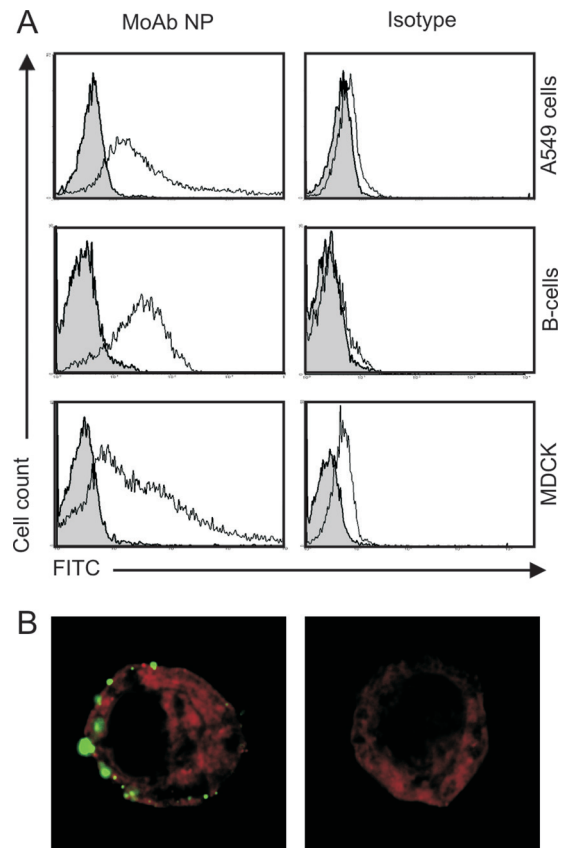 A
MoAb NP
Isotype
A549 cells
B-cells
MDCK
Cell count
FITC
B